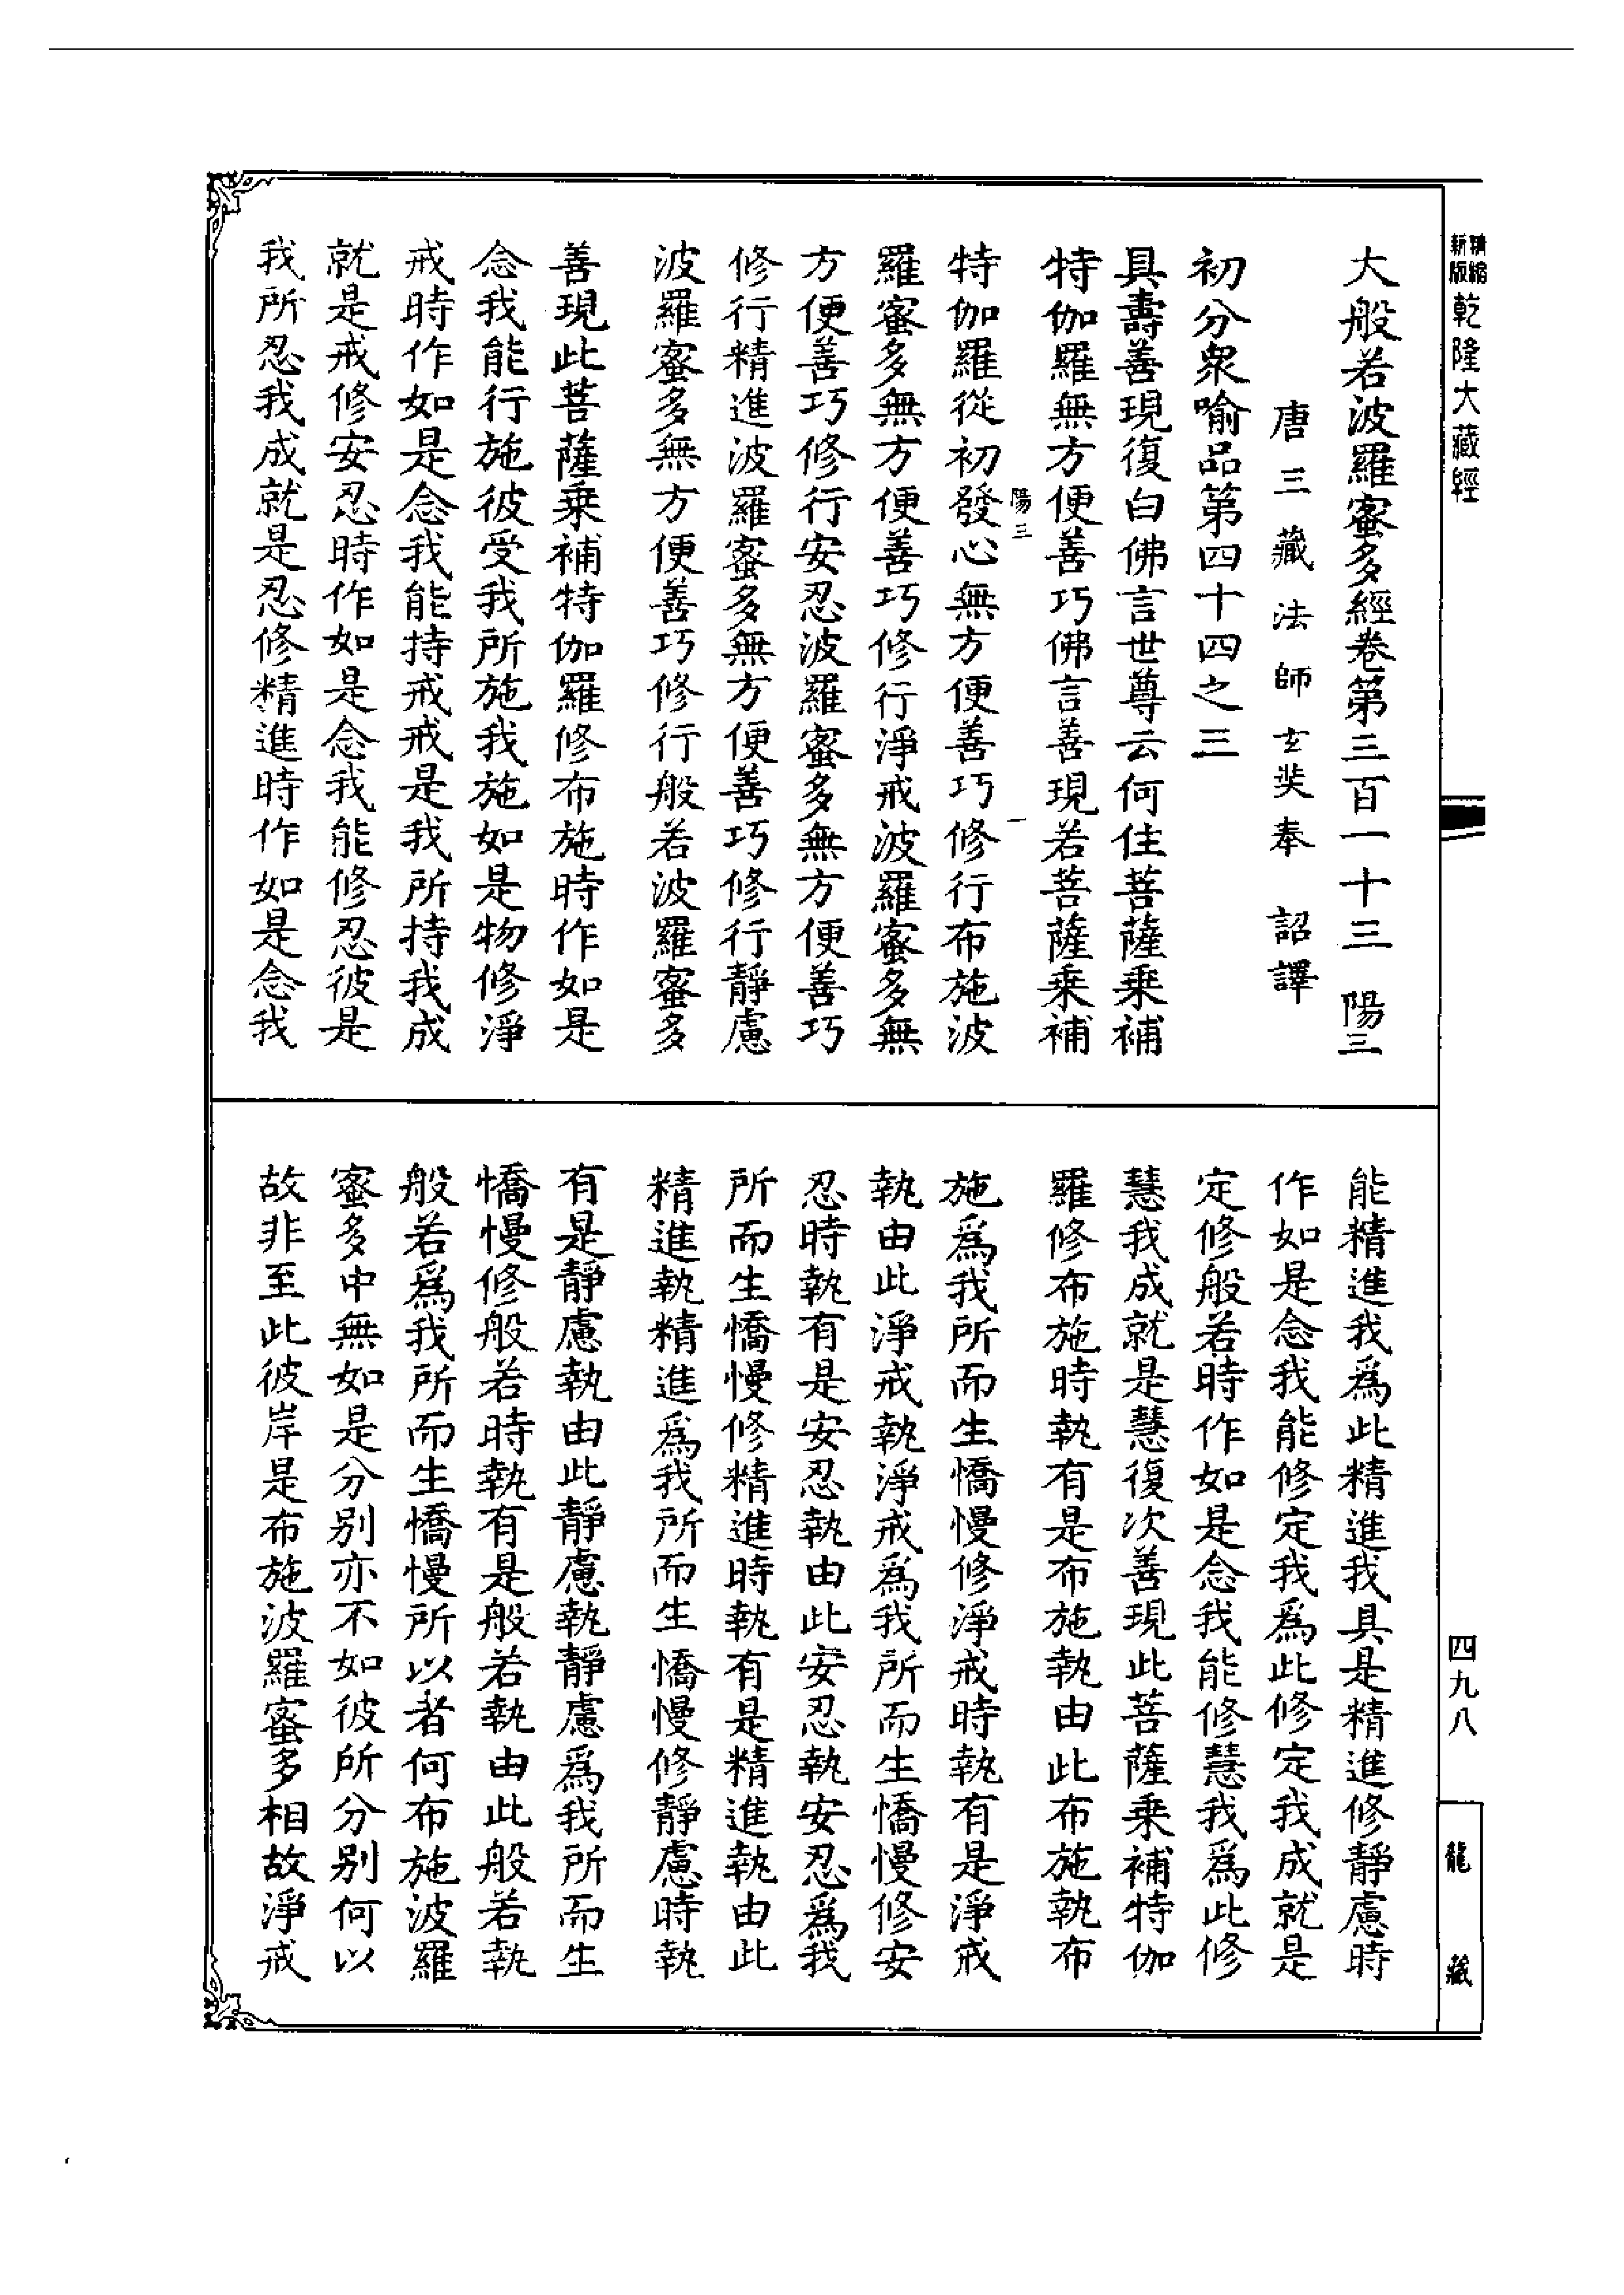 新版精縮
乾隆大藏經
大般若波羅蜜多經卷第三百一十三 陽三
唐三藏法師玄奘奉 詔譯
初分衆喻品第四十四之三
具壽善現復白佛言世尊云何住菩薩乘補
特伽羅無方便善巧佛言善現若菩薩乘補
陽三 一
特伽羅從初發心無方便善巧修行布施波
羅蜜多無方便善巧修行淨戒波羅蜜多無
方便善巧修行安忍波羅蜜多無方便善巧
修行精進波羅蜜多無方便善巧修行靜慮
波羅蜜多無方便善巧修行般若波羅蜜多
善現此菩薩乘補特伽羅修布施時作如是
念我能行施彼受我所施我施如是物修淨
戒時作如是念我能持戒戒是我所持我成
就是戒修安忍時作如是念我能修忍彼是
我所忍我成就是忍修精進時作如是念我
能精進我爲此精進我具是精進修靜慮時
作如是念我能修定我爲此修定我成就是
定修般若時作如是念我能修慧我爲此修
慧我成就是慧復次善現此菩薩乘補特伽
羅修布施時執有是布施執由此布施執布
施爲我所而生憍慢修淨戒時執有是淨戒
執由此淨戒執淨戒爲我所而生憍慢修安
忍時執有是安忍執由此安忍執安忍爲我
所而生憍慢修精進時執有是精進執由此
精進執精進爲我所而生憍慢修靜慮時執
有是靜慮執由此靜慮執靜慮爲我所而生
憍慢修般若時執有是般若執由此般若執
般若爲我所而生憍慢所以者何布施波羅
蜜多中無如是分別亦不如彼所分別何以
故非至此彼岸是布施波羅蜜多相故淨戒
四九八
龍藏